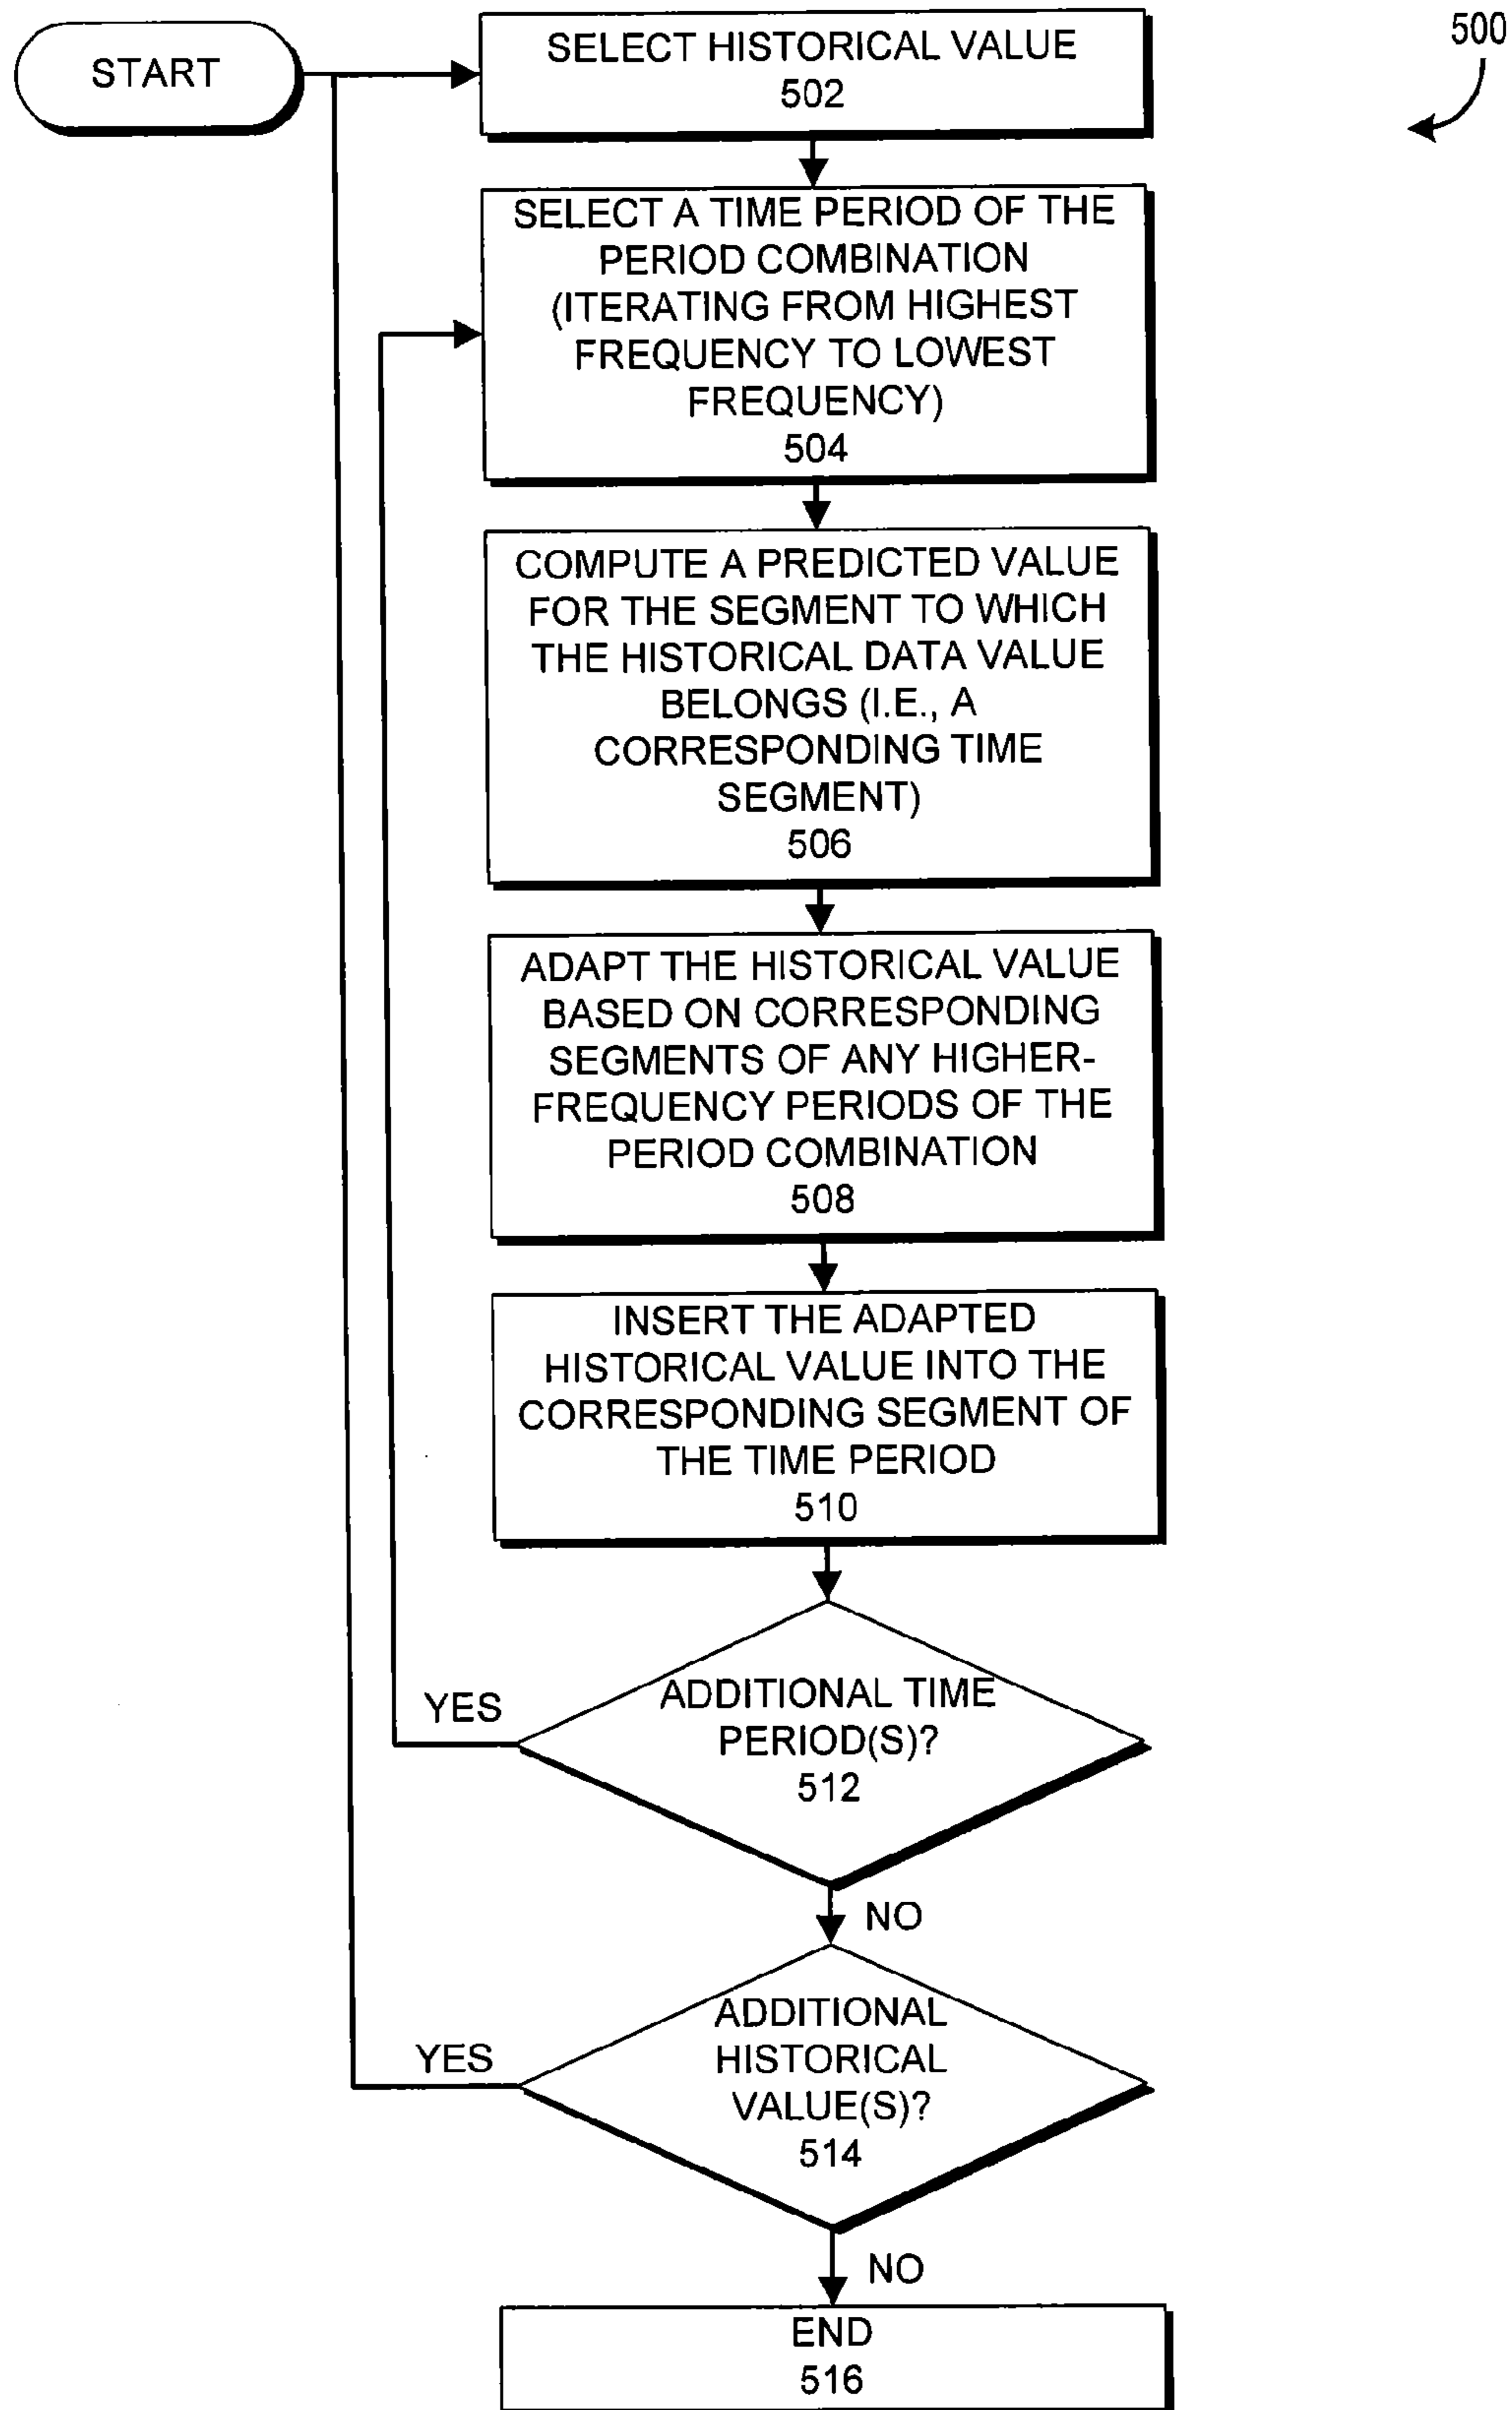 500
START
SELECT HISTORICAL VALUE
502
SELECT A TIME PERIOD OF THE
PERIOD COMBINATION
(ITERATING FROM HIGHEST
FREQUENCY TO LOWEST
FREQUENCY)
504
COMPUTE A PREDICTED VALUE
FOR THE SEGMENT TO WHICH
THE HISTORICAL DATA VALUE
BELONGS (I.E., A
CORRESPONDING TIME
SEGMENT)
506
ADAPT THE HISTORICAL VALUE
BASED ON CORRESPONDING
SEGMENTS OF ANY HIGHER-
FREQUENCY PERIODS OF THE
PERIOD COMBINATION
508
INSERT THE ADAPTED
HISTORICAL VALUE INTO THE
CORRESPONDING SEGMENT OF
THE TIME PERIOD
510
YES
ADDITIONAL TIME
PERIOD(S)?
512
NO
YES
ADDITIONAL
HISTORICAL
VALUE(S)?
514
NO
END
516